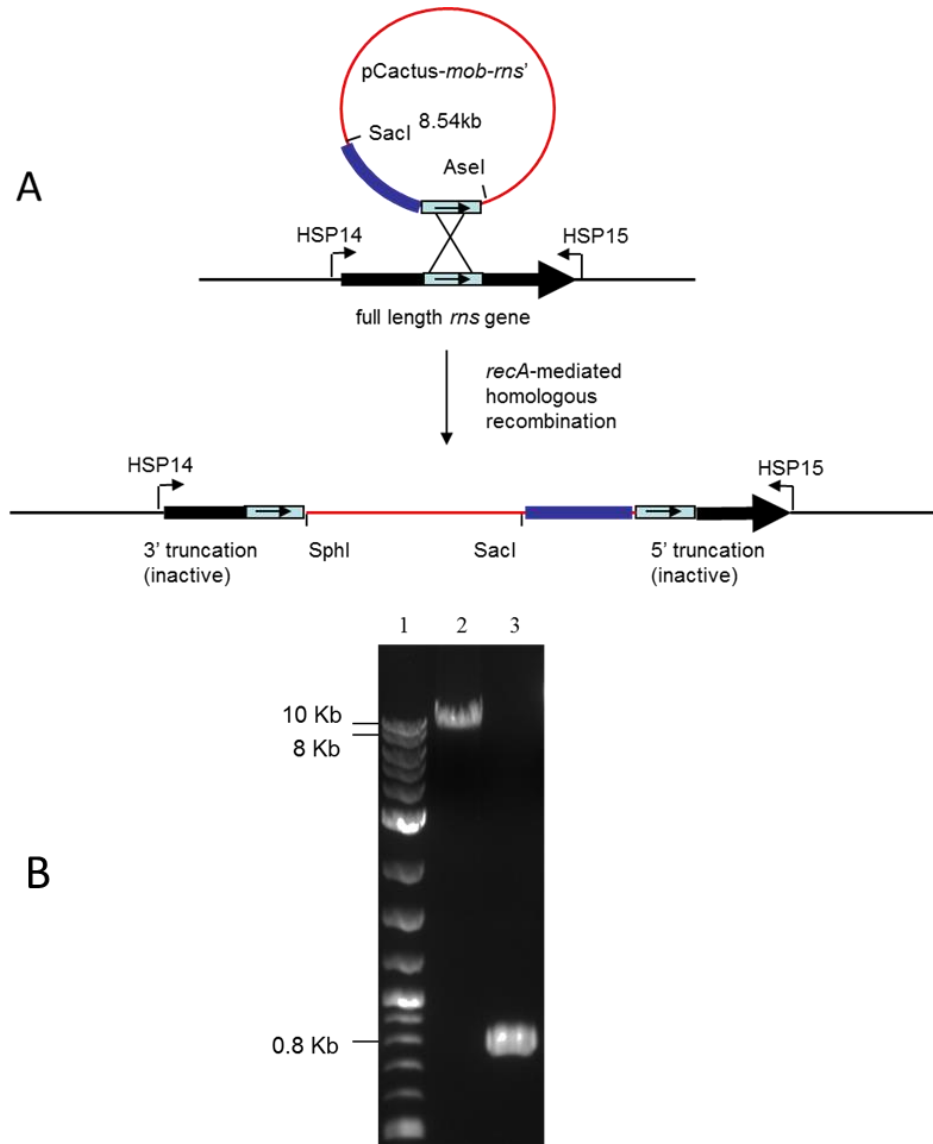 A
pCactus-mob-rns'
8.54kb
SacI
AseI
HSP14
HSP15
full length rns gene
recA-mediated
homologous
recombination
HSP14
HSP15
3' truncation
(inactive)
SphI
SacI
5' truncation
(inactive)
B
1 2 3
10 Kb
8 Kb
0.8 Kb